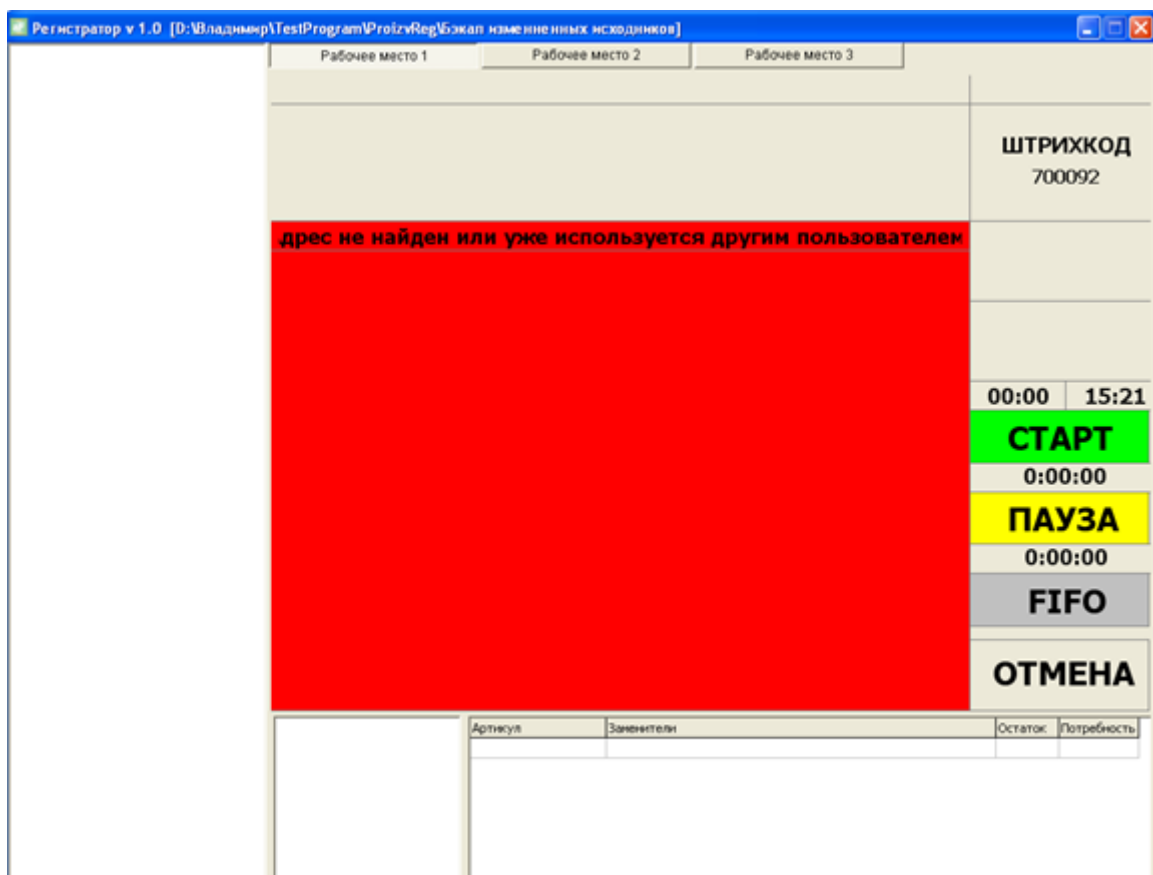 Регистратор v 1.0 [D:\Владимир\TestProgram\ProizvReg\Бэкап измененных исходников]
Рабочее место 1 Рабочее место 2 Рабочее место 3
ШТРИХКОД
700092
дрес не найден или уже используется другим пользователем
00:00 15:21
СТАРТ
0:00:00
ПАУЗА
0:00:00
FIFO
ОТМЕНА
Артикул Заменители Остаток Потребность